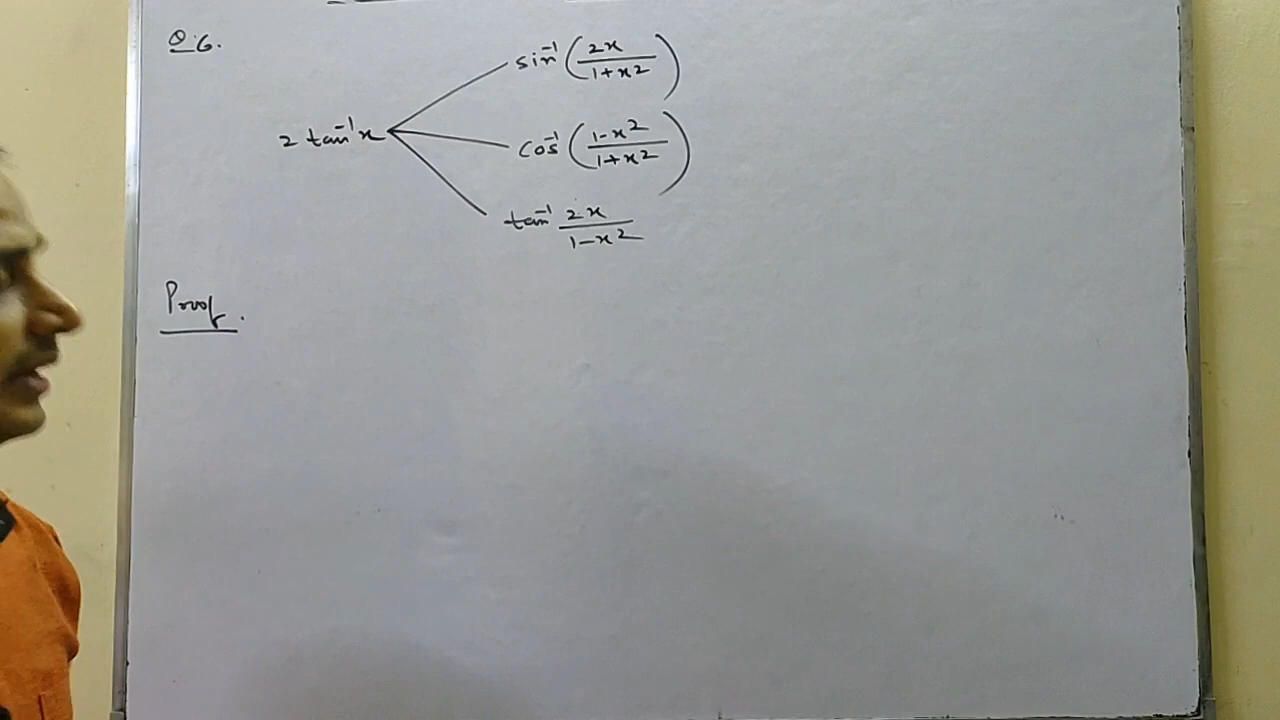 Q.6.
sin⁻¹ (2x / 1+x²)
2 tan⁻¹x
cos⁻¹ (1-x² / 1+x²)
tan⁻¹ 2x / 1-x²
Proof.